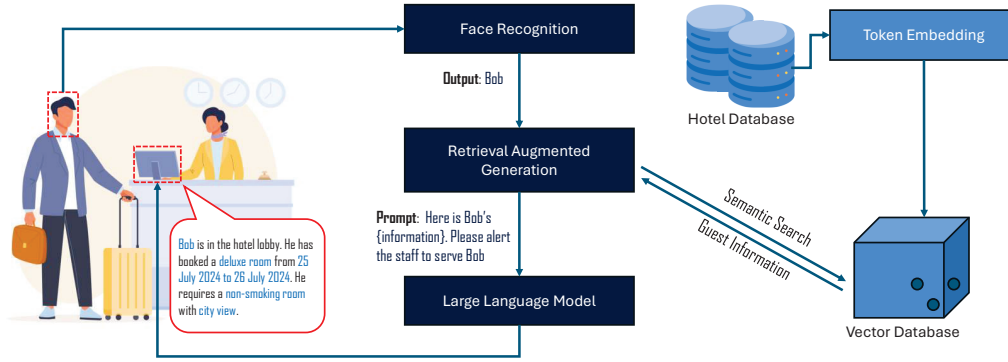 Face Recognition
Output: Bob
Retrieval Augmented
Generation
Prompt: Here is Bob's
{information}. Please alert
the staff to serve Bob
Large Language Model
Bob is in the hotel lobby. He has
booked a deluxe room from 25
July 2024 to 26 July 2024. He
requires a non-smoking room
with city view.
Hotel Database
Token Embedding
Semantic Search
Guest Information
Vector Database